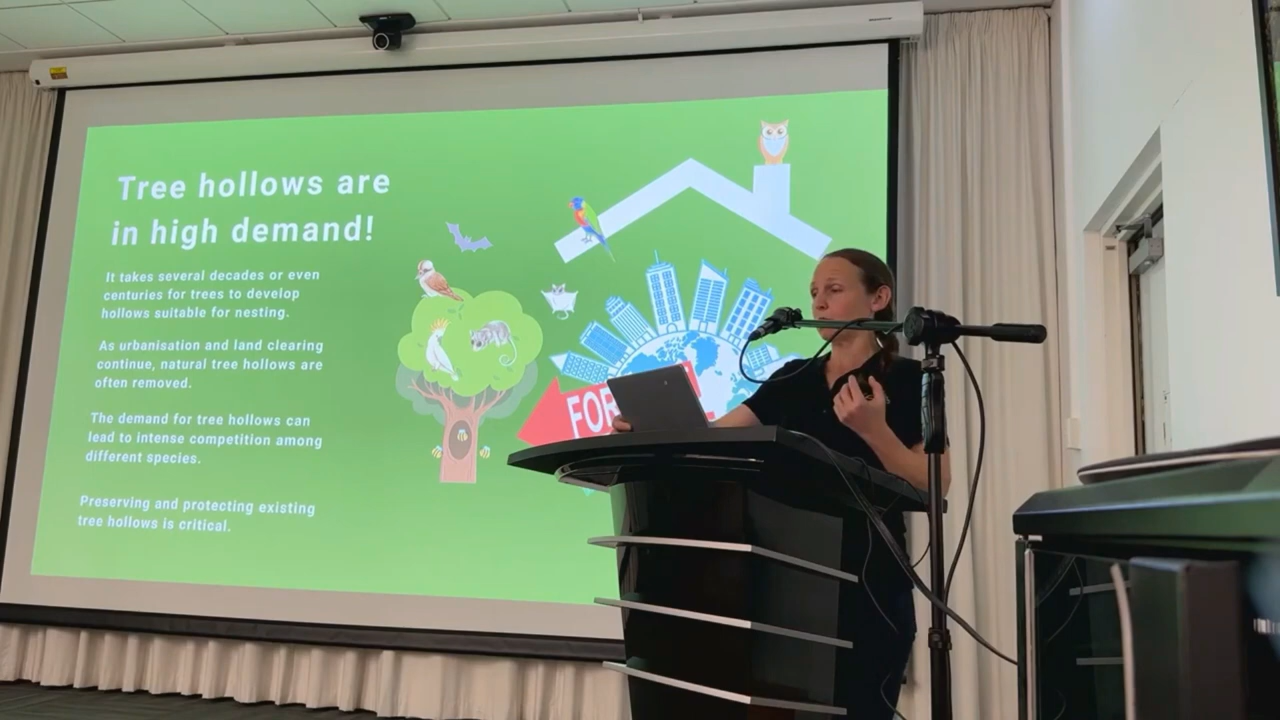 Tree hollows are
in high demand!
It takes several decades or even
centuries for trees to develop
hollows suitable for nesting.
As urbanisation and land clearing
continue, natural tree hollows are
often removed.
The demand for tree hollows can
lead to intense competition among
different species.
Preserving and protecting existing
tree hollows is critical.
FOR